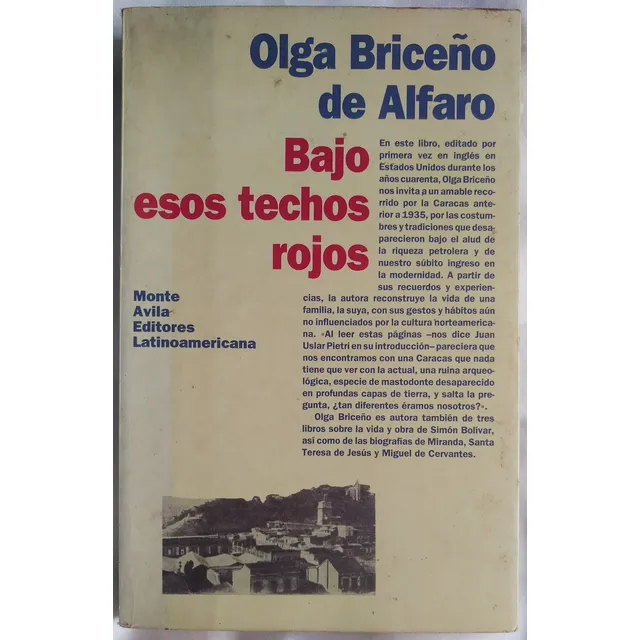 Olga Briceño
de Alfaro
Bajo
esos techos
rojos
En este libro, editado por
primera vez en inglés en
Estados Unidos durante los
años cuarenta, Olga Briceño
nos invita a un amable reco-
rrido por la Caracas ante-
rior a 1935, por las costum-
bres y tradiciones que desa-
parecieron bajo el alud de
la riqueza petrolera y de
nuestro súbito ingreso en
la modernidad. A partir de
sus recuerdos y experien-
cias, la autora reconstruye la vida de una
familia, la suya, con sus gestos y hábitos aún
no influenciados por la cultura norteamerica-
na. «Al leer estas páginas –nos dice Juan
Uslar Pietri en su introducción– pareciera que
nos encontramos con una Caracas que nada
tiene que ver con la actual, una ruina arqueo-
lógica, especie de mastodonte desaparecido
en profundas capas de tierra, y salta la pre-
gunta, ¿tan diferentes éramos nosotros?».
Olga Briceño es autora también de tres
libros sobre la vida y obra de Simón Bolívar,
así como de las biografías de Miranda, Santa
Teresa de Jesús y Miguel de Cervantes.
Monte
Avila
Editores
Latinoamericana